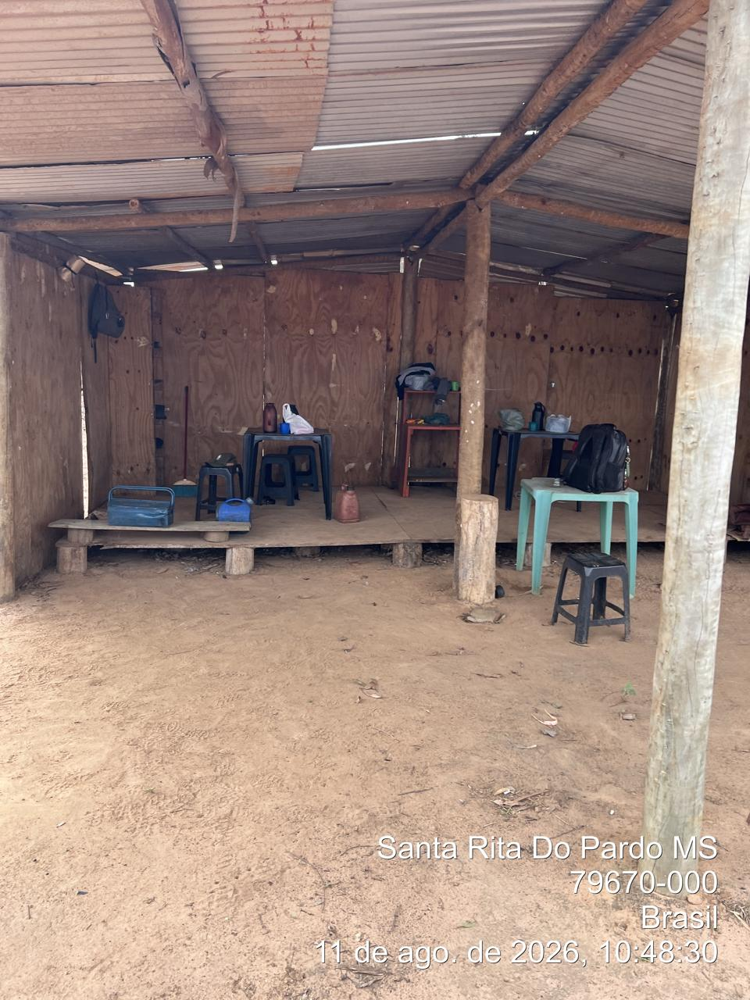 Santa Rita Do Pardo MS
79670-000
Brasil
11 de ago. de 2026, 10:48:30